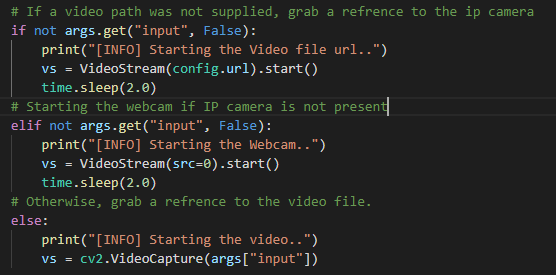 # If a video path was not supplied, grab a refrence to the ip camera
if not args.get("input", False):
    print("[INFO] Starting the Video file url..")
    vs = VideoStream(config.url).start()
    time.sleep(2.0)
# Starting the webcam if IP camera is not present
elif not args.get("input", False):
    print("[INFO] Starting the Webcam..")
    vs = VideoStream(src=0).start()
    time.sleep(2.0)
# Otherwise, grab a refrence to the video file.
else:
    print("[INFO] Starting the video..")
    vs = cv2.VideoCapture(args["input"])